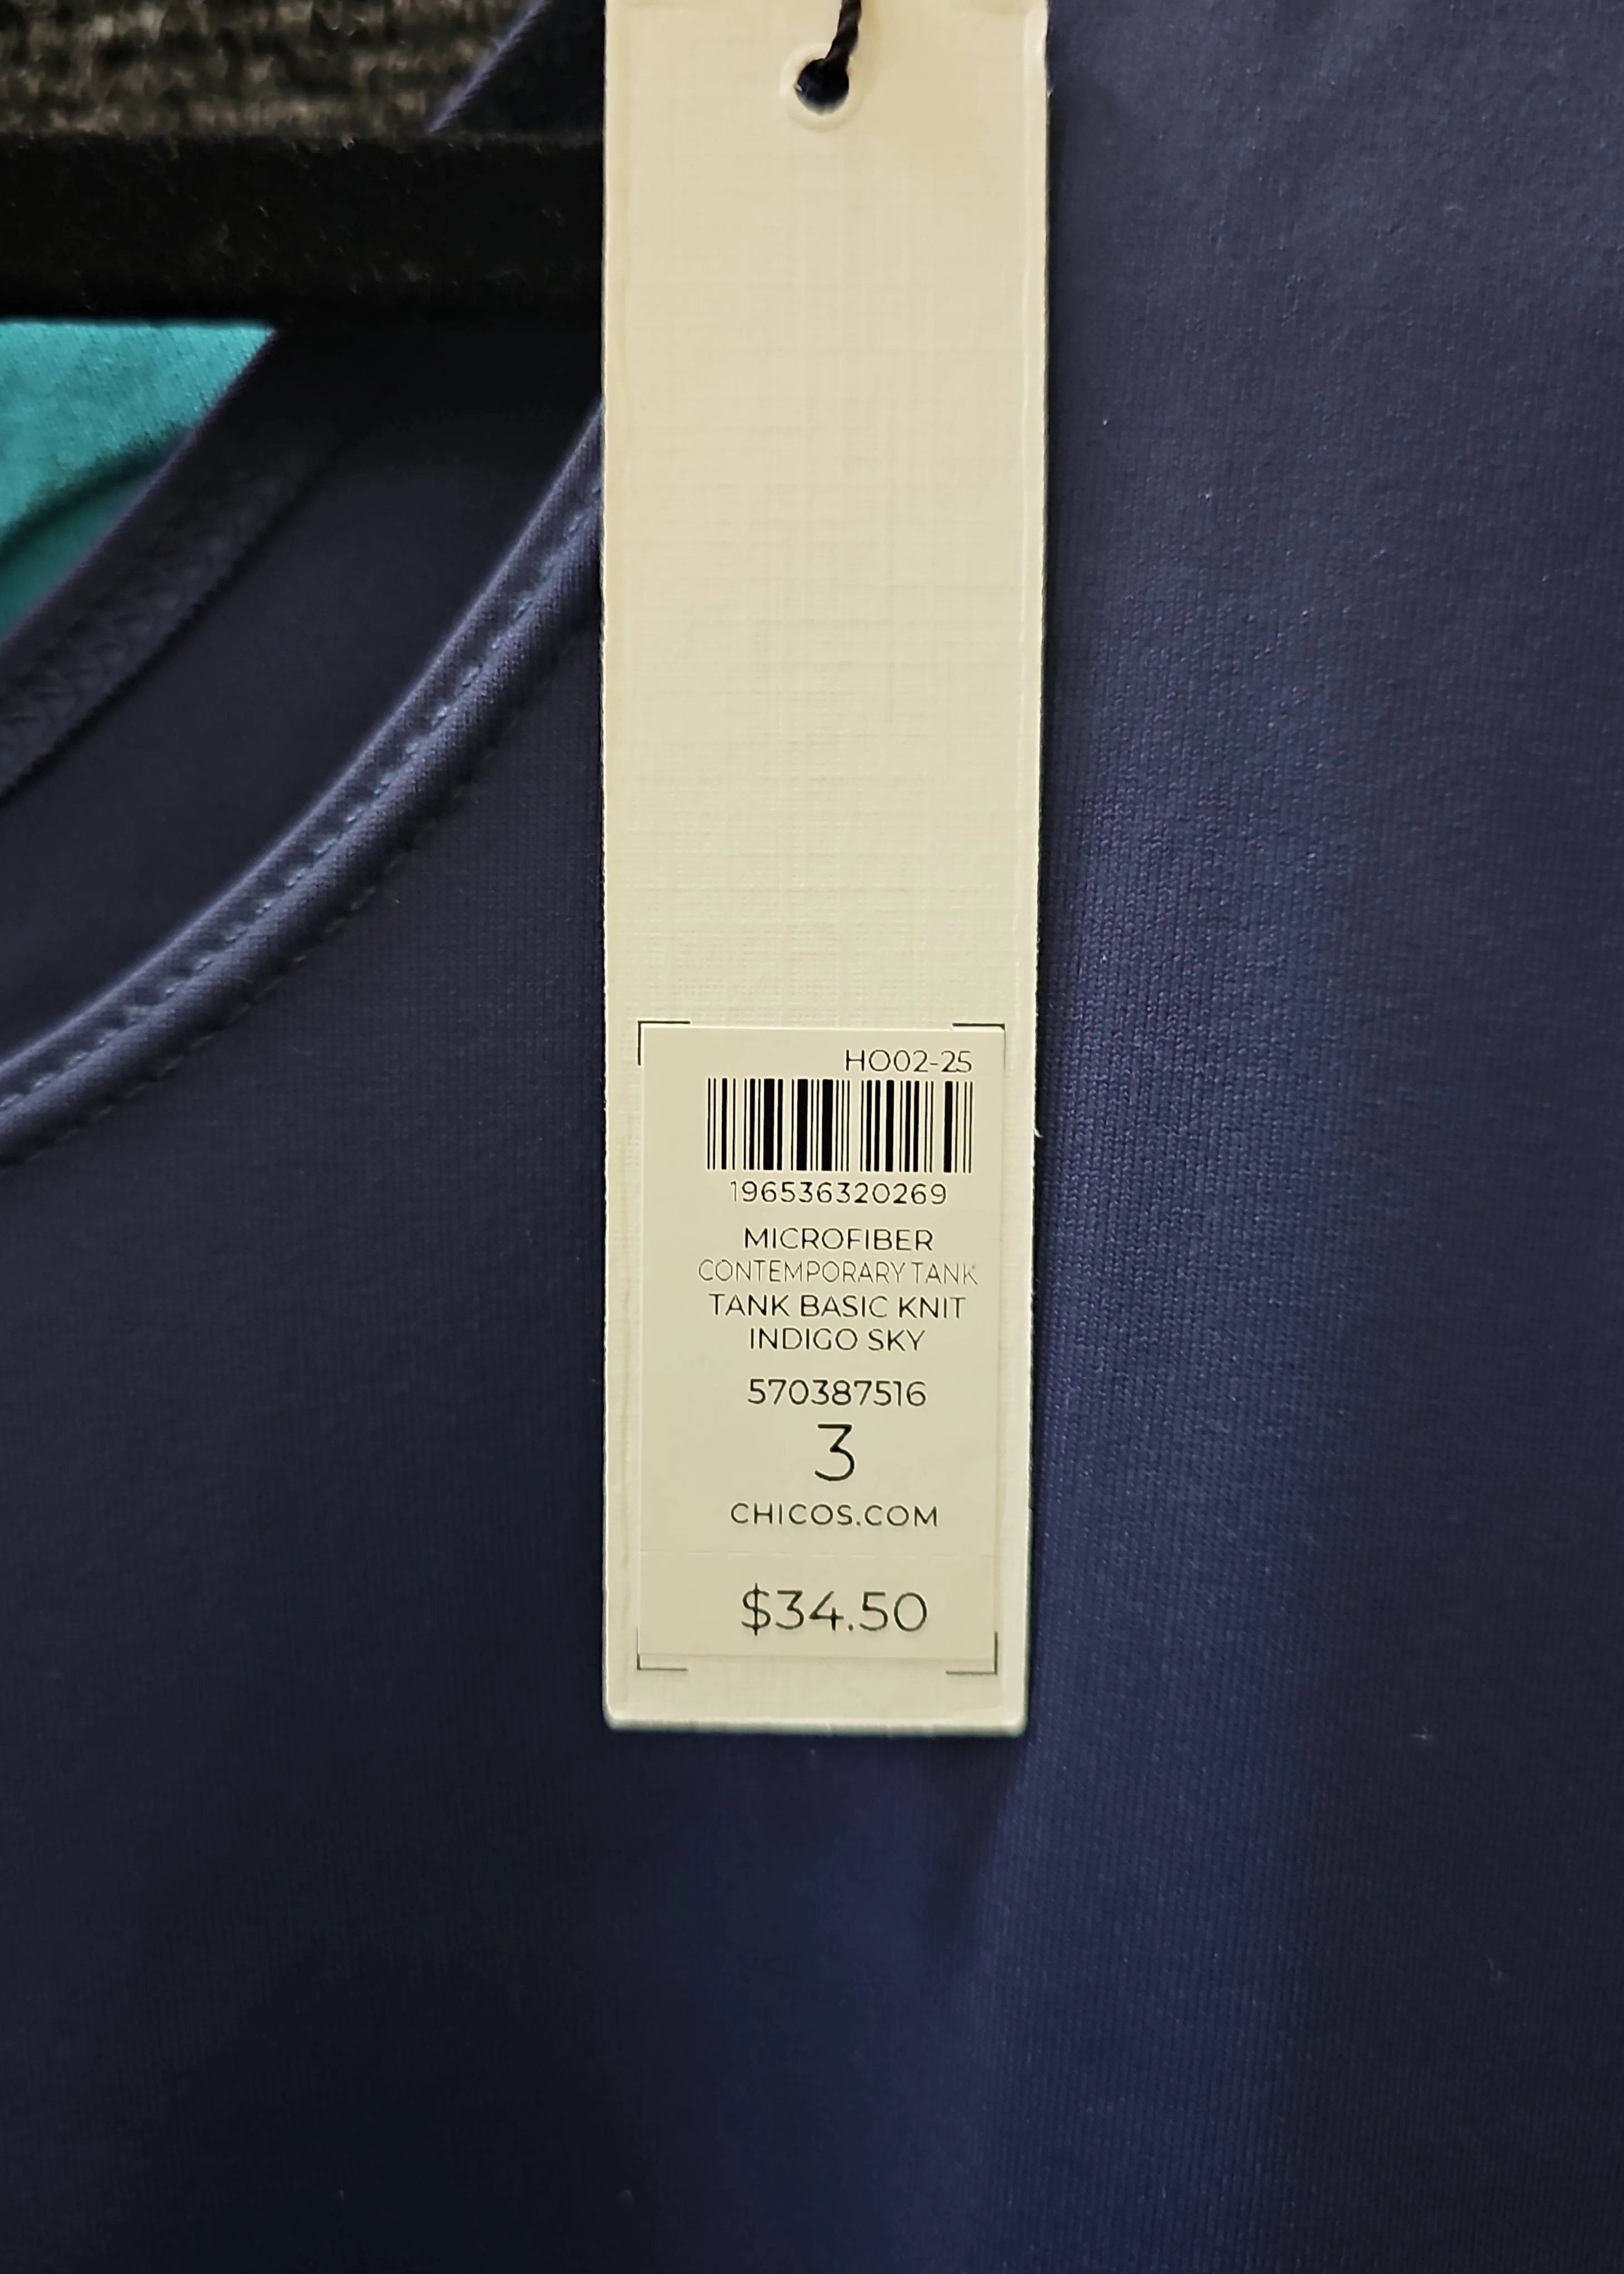 HO02-25
196536320269
MICROFIBER
CONTEMPORARY TANK
TANK BASIC KNIT
INDIGO SKY
570387516
3
CHICOS.COM
$34.50